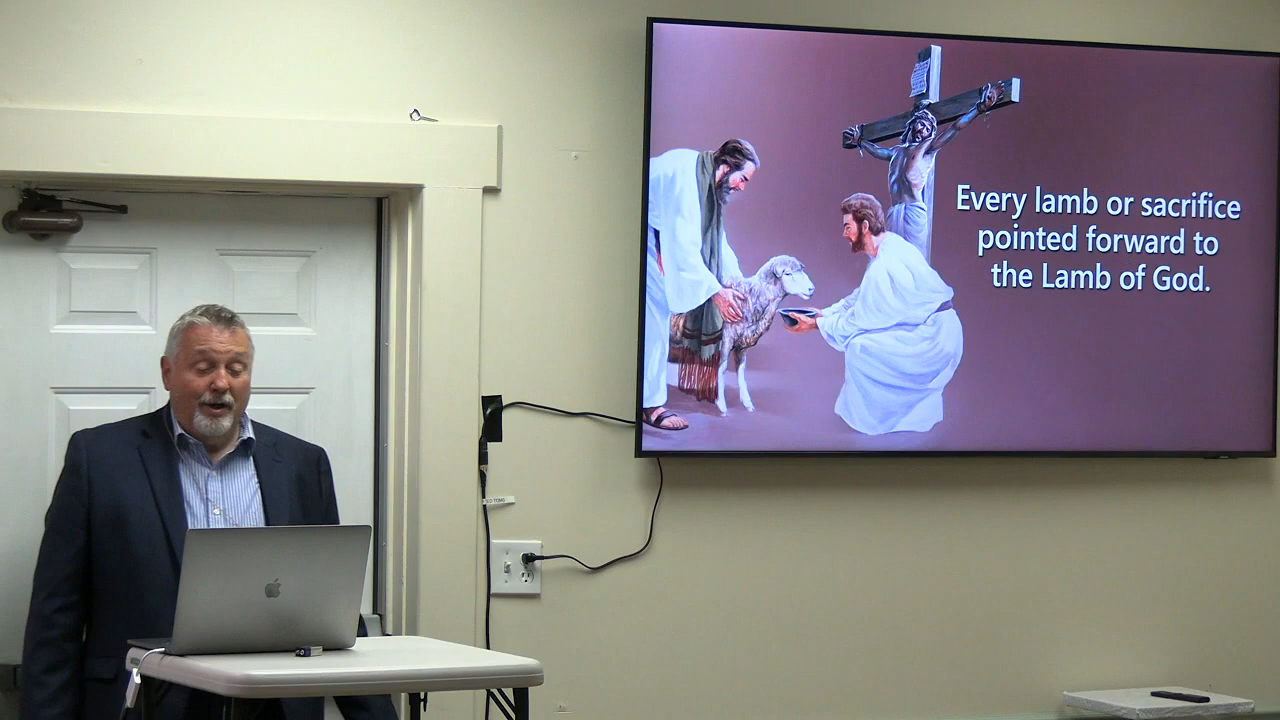 Every lamb or sacrifice
pointed forward to
the Lamb of God.